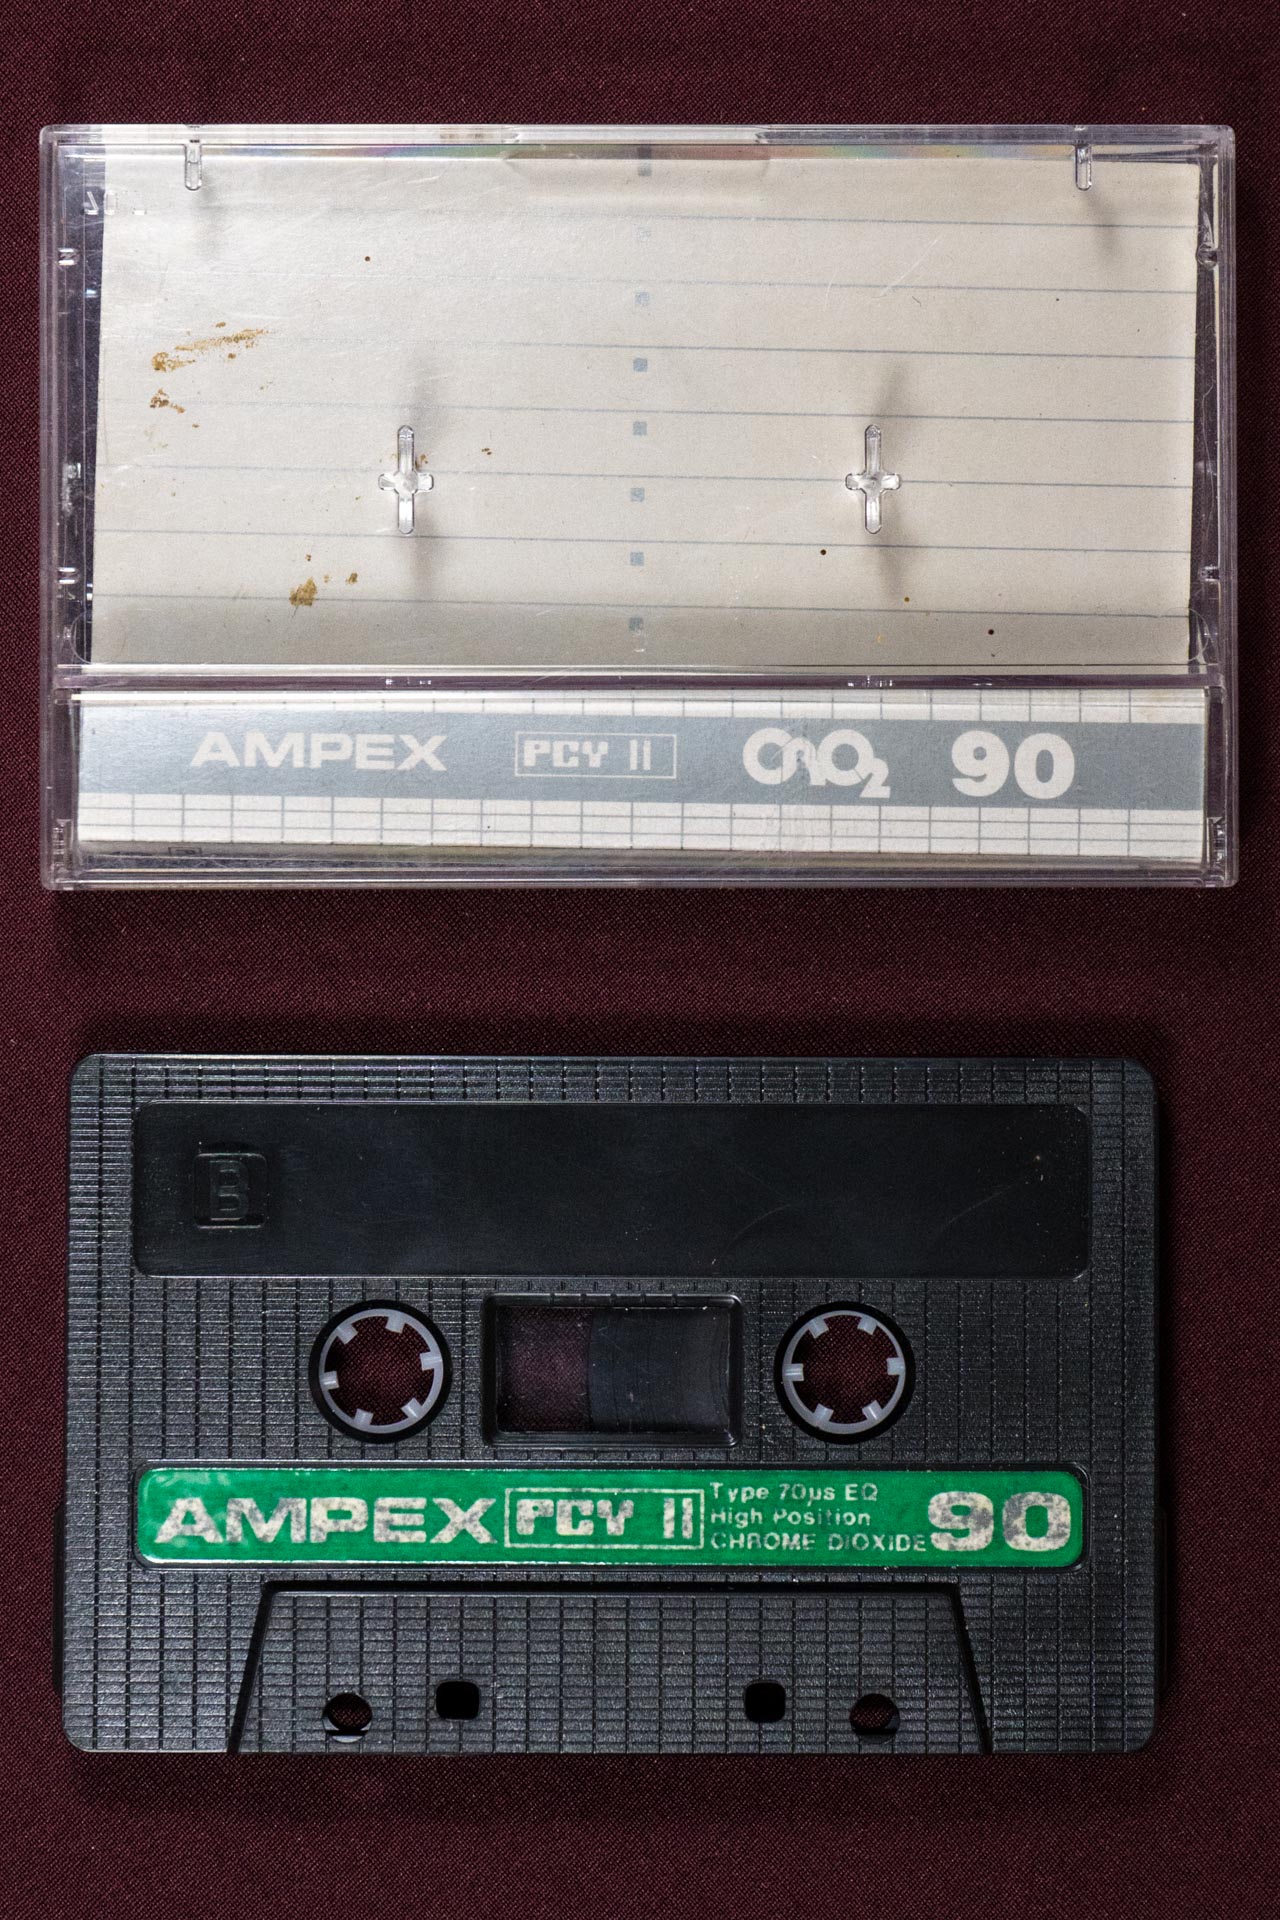 AMPEX PCY II CrO2 90
B
AMPEX PCY II Type 70µs EQ
High Position
CHROME DIOXIDE 90